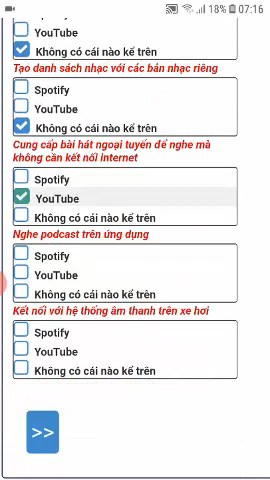 18% 07:16
YouTube
Không có cái nào kể trên
Tạo danh sách nhạc với các bản nhạc riêng
Spotify
YouTube
Không có cái nào kể trên
Cung cấp bài hát ngoại tuyến để nghe mà
không cần kết nối internet
Spotify
YouTube
Không có cái nào kể trên
Nghe podcast trên ứng dụng
Spotify
YouTube
Không có cái nào kể trên
Kết nối với hệ thống âm thanh trên xe hơi
Spotify
YouTube
Không có cái nào kể trên
>>